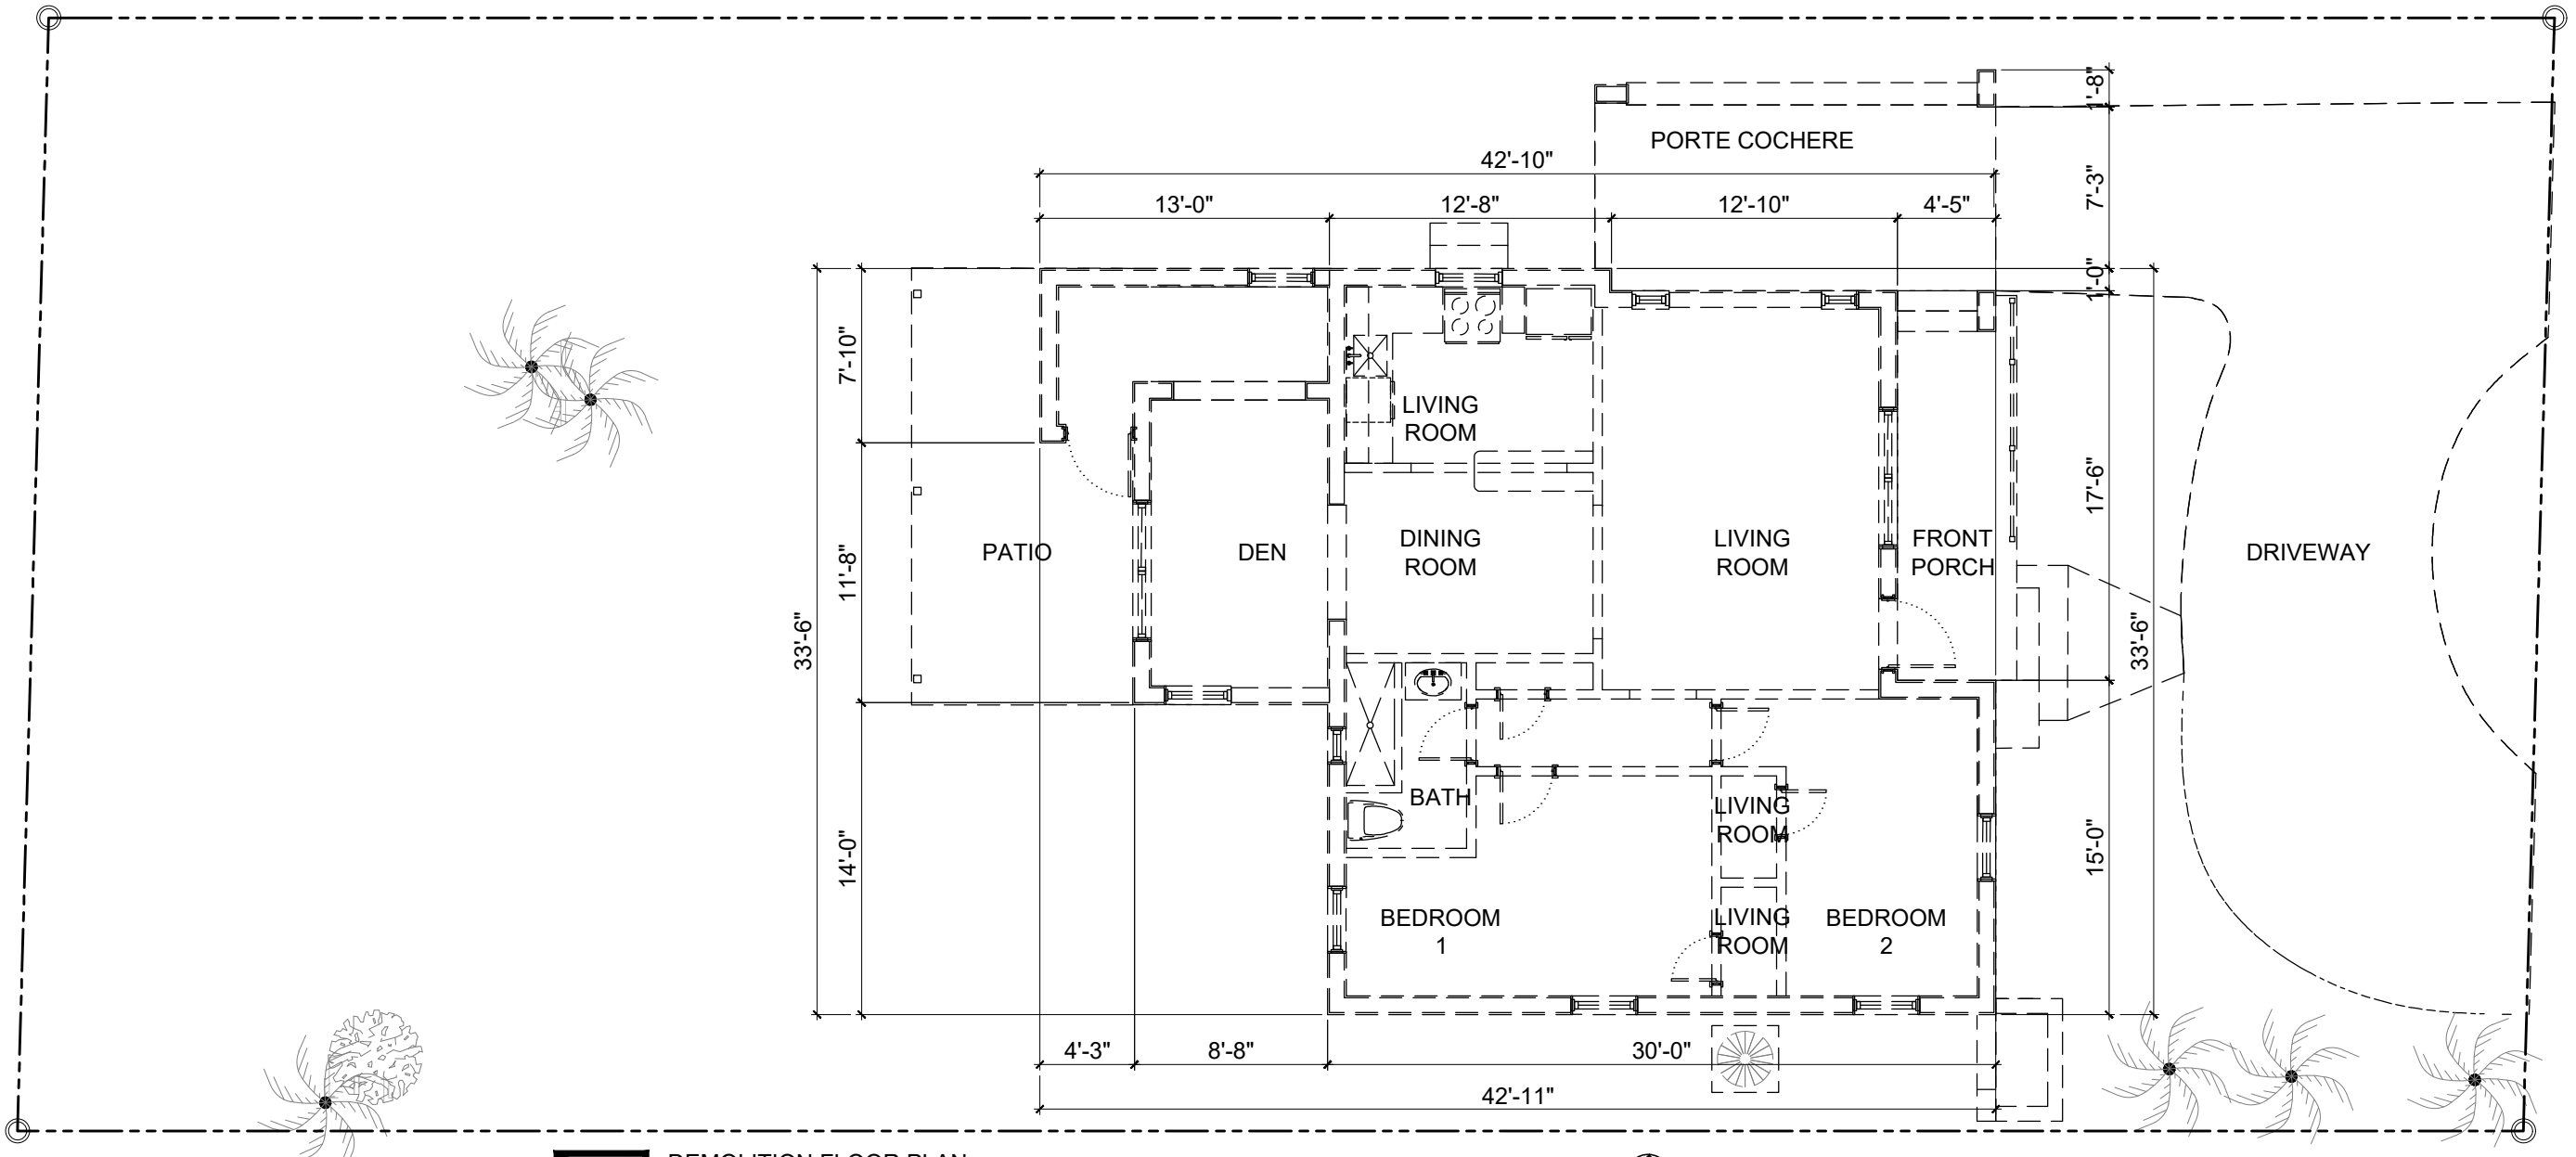 1'-8"
PORTE COCHERE
42'-10"
7'-3"
13'-0"
12'-8"
12'-10"
4'-5"
1'-0"
7'-10"
LIVING
ROOM
17'-6"
PATIO
DEN
DINING
ROOM
LIVING
ROOM
FRONT
PORCH
DRIVEWAY
11'-8"
33'-6"
33'-6"
BATH
LIVING
ROOM
14'-0"
15'-0"
BEDROOM
1
LIVING
ROOM
BEDROOM
2
4'-3"
8'-8"
30'-0"
42'-11"
DEMOLITION FLOOR PLAN